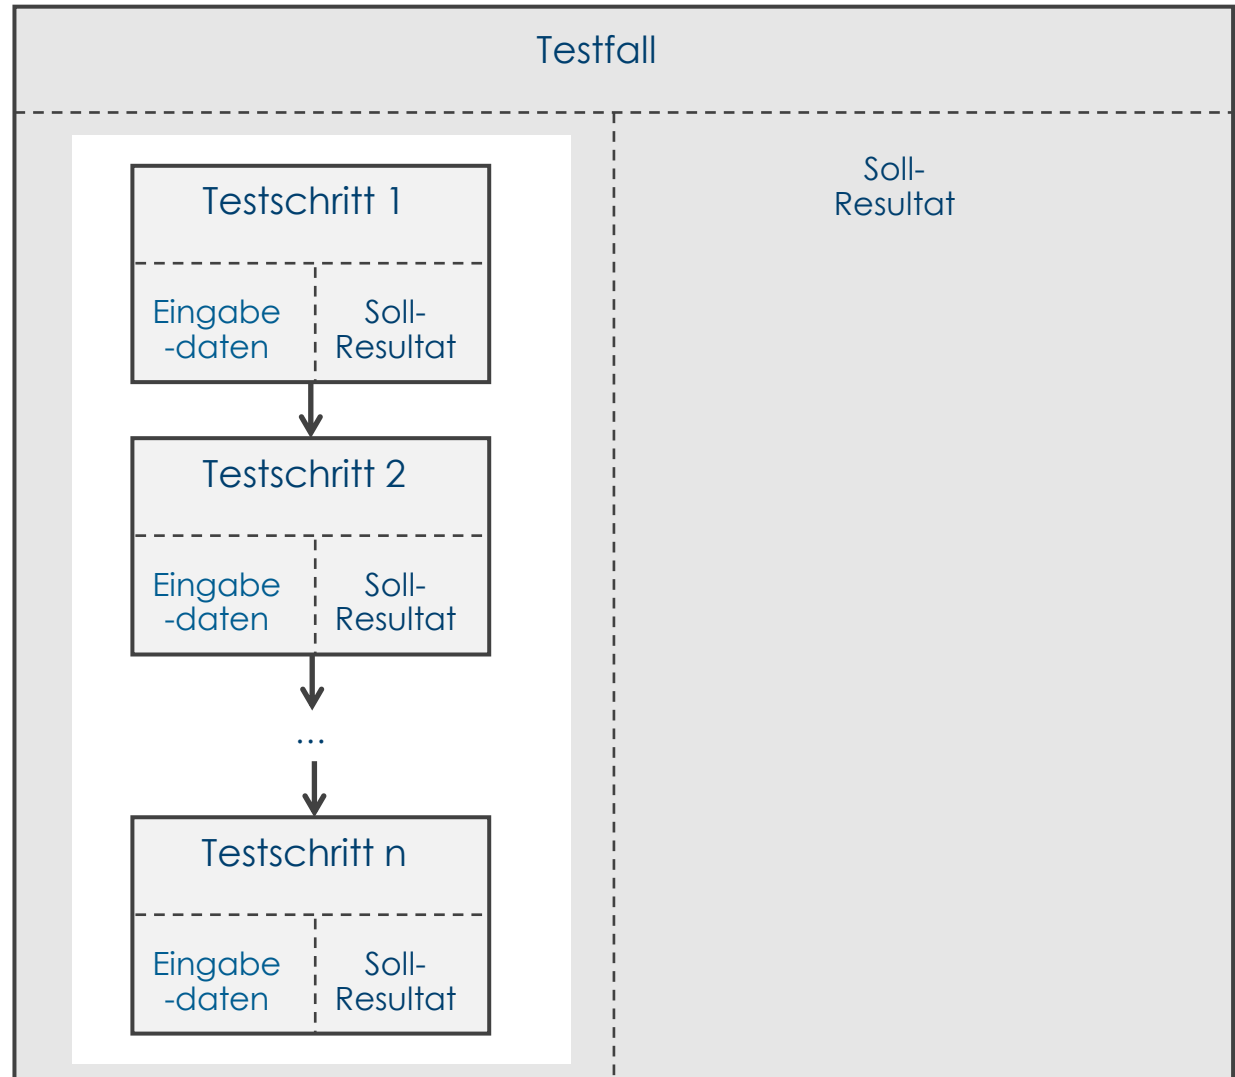 Testfall
Testschritt 1
Eingabe
-daten
Soll-
Resultat
Testschritt 2
Eingabe
-daten
Soll-
Resultat
...
Testschritt n
Eingabe
-daten
Soll-
Resultat
Soll-
Resultat